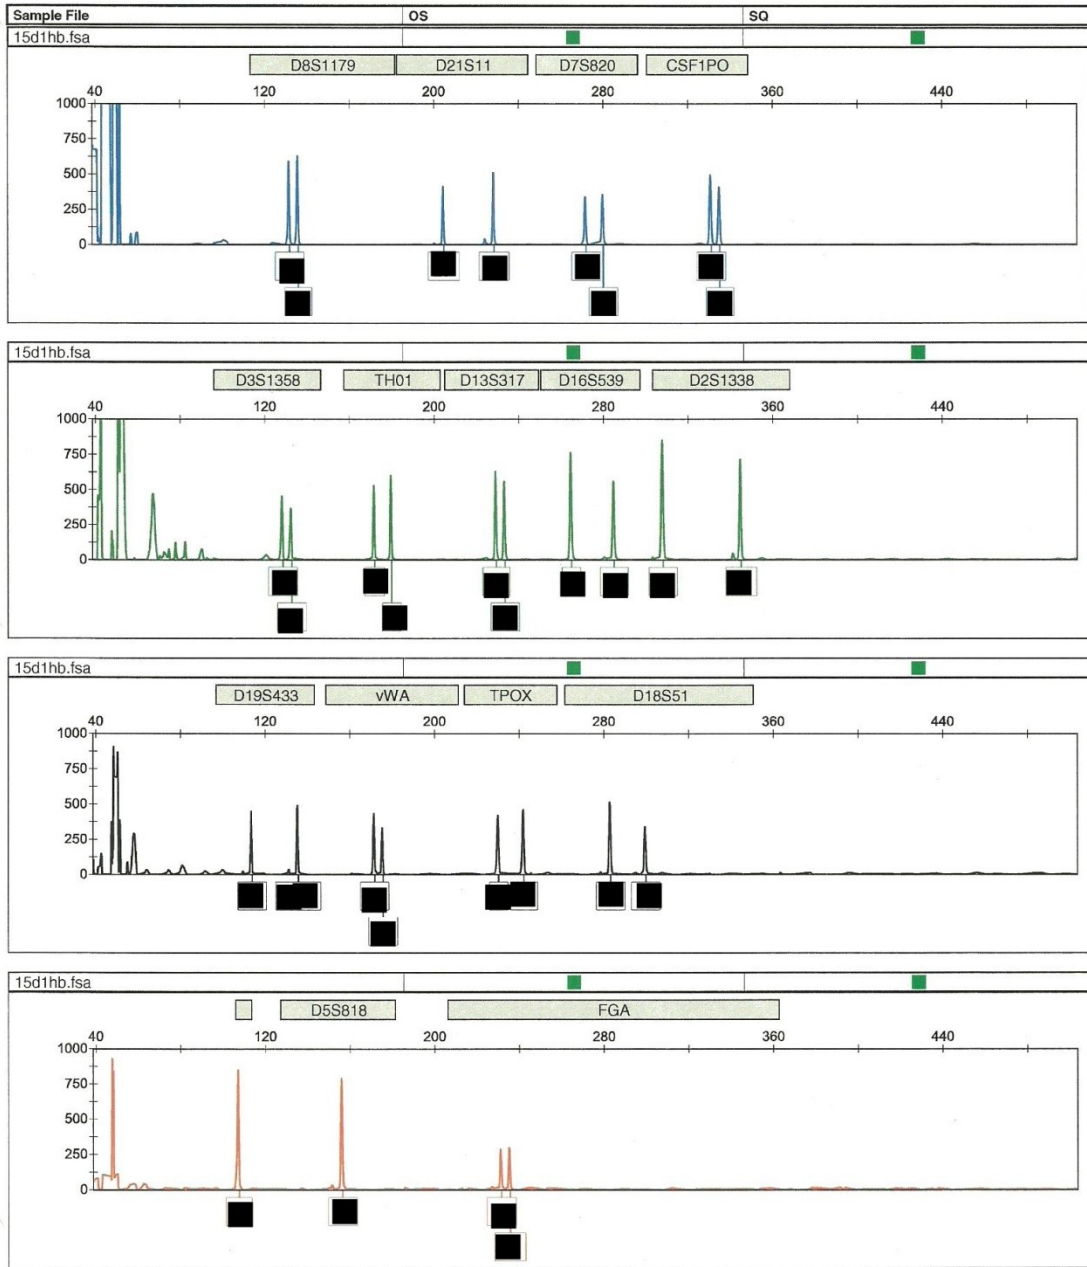 Sample File OS SQ
15d1hb.fsa
D8S1179 D21S11 D7S820 CSF1PO
40 120 200 280 360 440
1000
750
500
250
0
15d1hb.fsa
D3S1358 TH01 D13S317 D16S539 D2S1338
40 120 200 280 360 440
1000
750
500
250
0
15d1hb.fsa
D19S433 vWA TPOX D18S51
40 120 200 280 360 440
1000
750
500
250
0
15d1hb.fsa
D5S818 FGA
40 120 200 280 360 440
1000
750
500
250
0